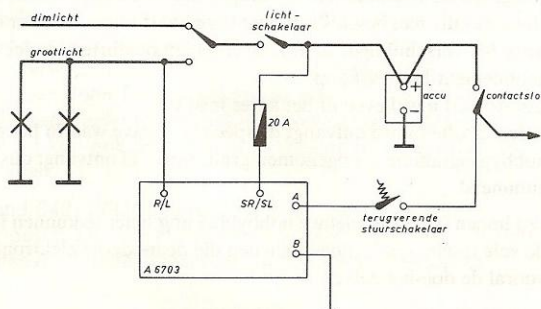 dimlicht
licht-
schakelaar
grootlicht
20 A
+
accu
-
contactslo
R/L
SR/SL
A
terugverende
stuurschakelaar
B
A 6703